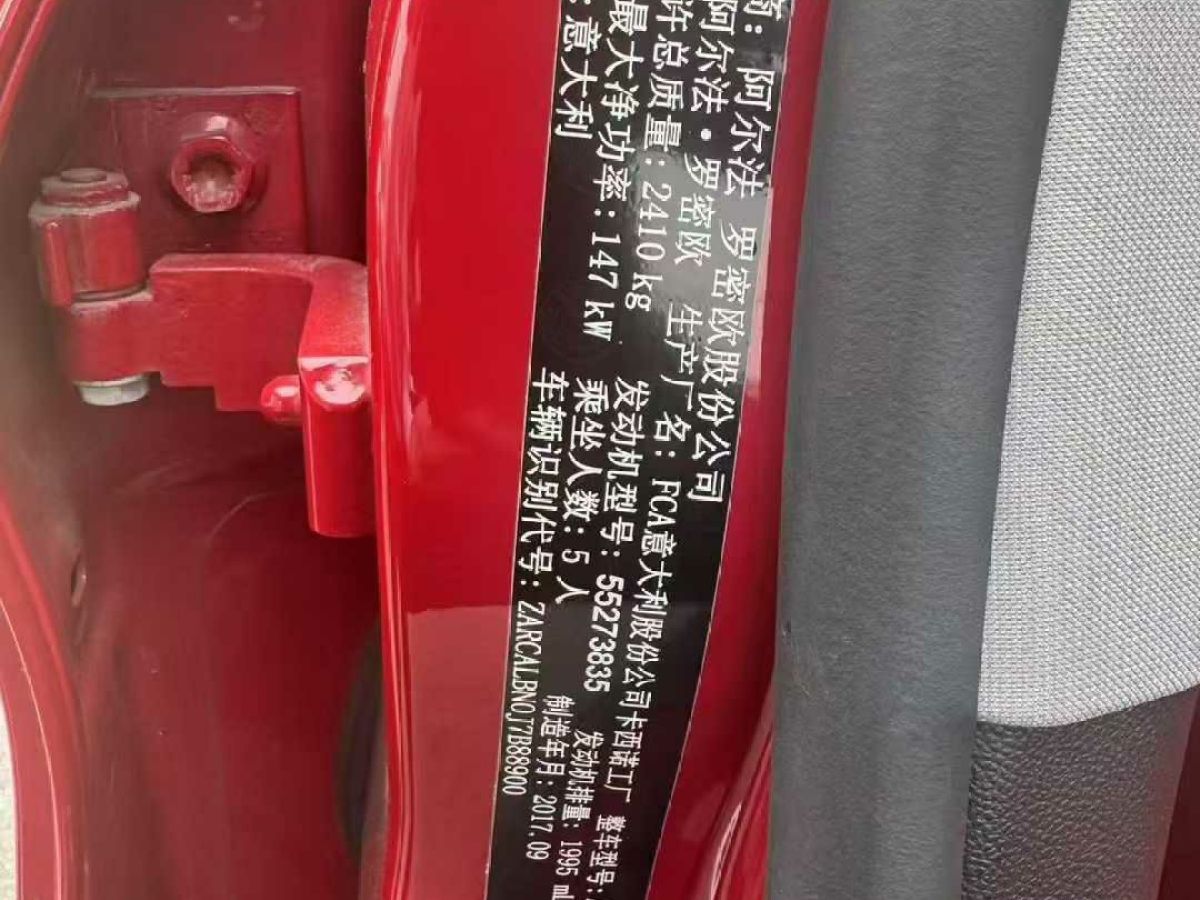 商: 阿尔法 罗密欧股份公司
阿尔法·罗密欧 生产厂名: FCA意大利股份公司卡西诺工厂 整车型号:
许总质量: 2410 kg 发动机型号: 55273835 发动机排量: 1995 ml
最大净功率: 147 kW 乘坐人数: 5 人 制造年月: 2017.09
: 意大利 车辆识别代号: ZARCALBN0J7B88900